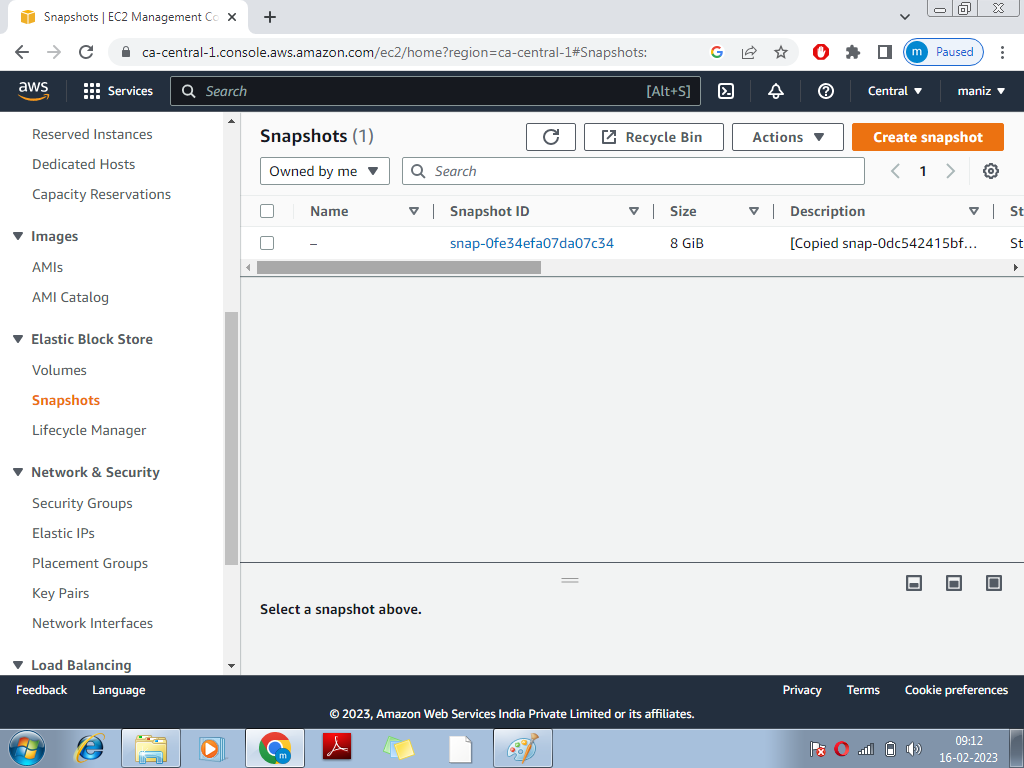 Snapshots | EC2 Management Co
ca-central-1.console.aws.amazon.com/ec2/home?region=ca-central-1#Snapshots:
m Paused
aws Services Search [Alt+S] Central maniz
Reserved Instances
Dedicated Hosts
Capacity Reservations
Images
AMIs
AMI Catalog
Elastic Block Store
Volumes
Snapshots
Lifecycle Manager
Network & Security
Security Groups
Elastic IPs
Placement Groups
Key Pairs
Network Interfaces
Load Balancing
Snapshots (1) Recycle Bin Actions Create snapshot
Owned by me Search 1
Name Snapshot ID Size Description St
– snap-0fe34efa07da07c34 8 GiB [Copied snap-0dc542415bf... St
Select a snapshot above.
Feedback Language Privacy Terms Cookie preferences
© 2023, Amazon Web Services India Private Limited or its affiliates.
m
09:12
16-02-2023